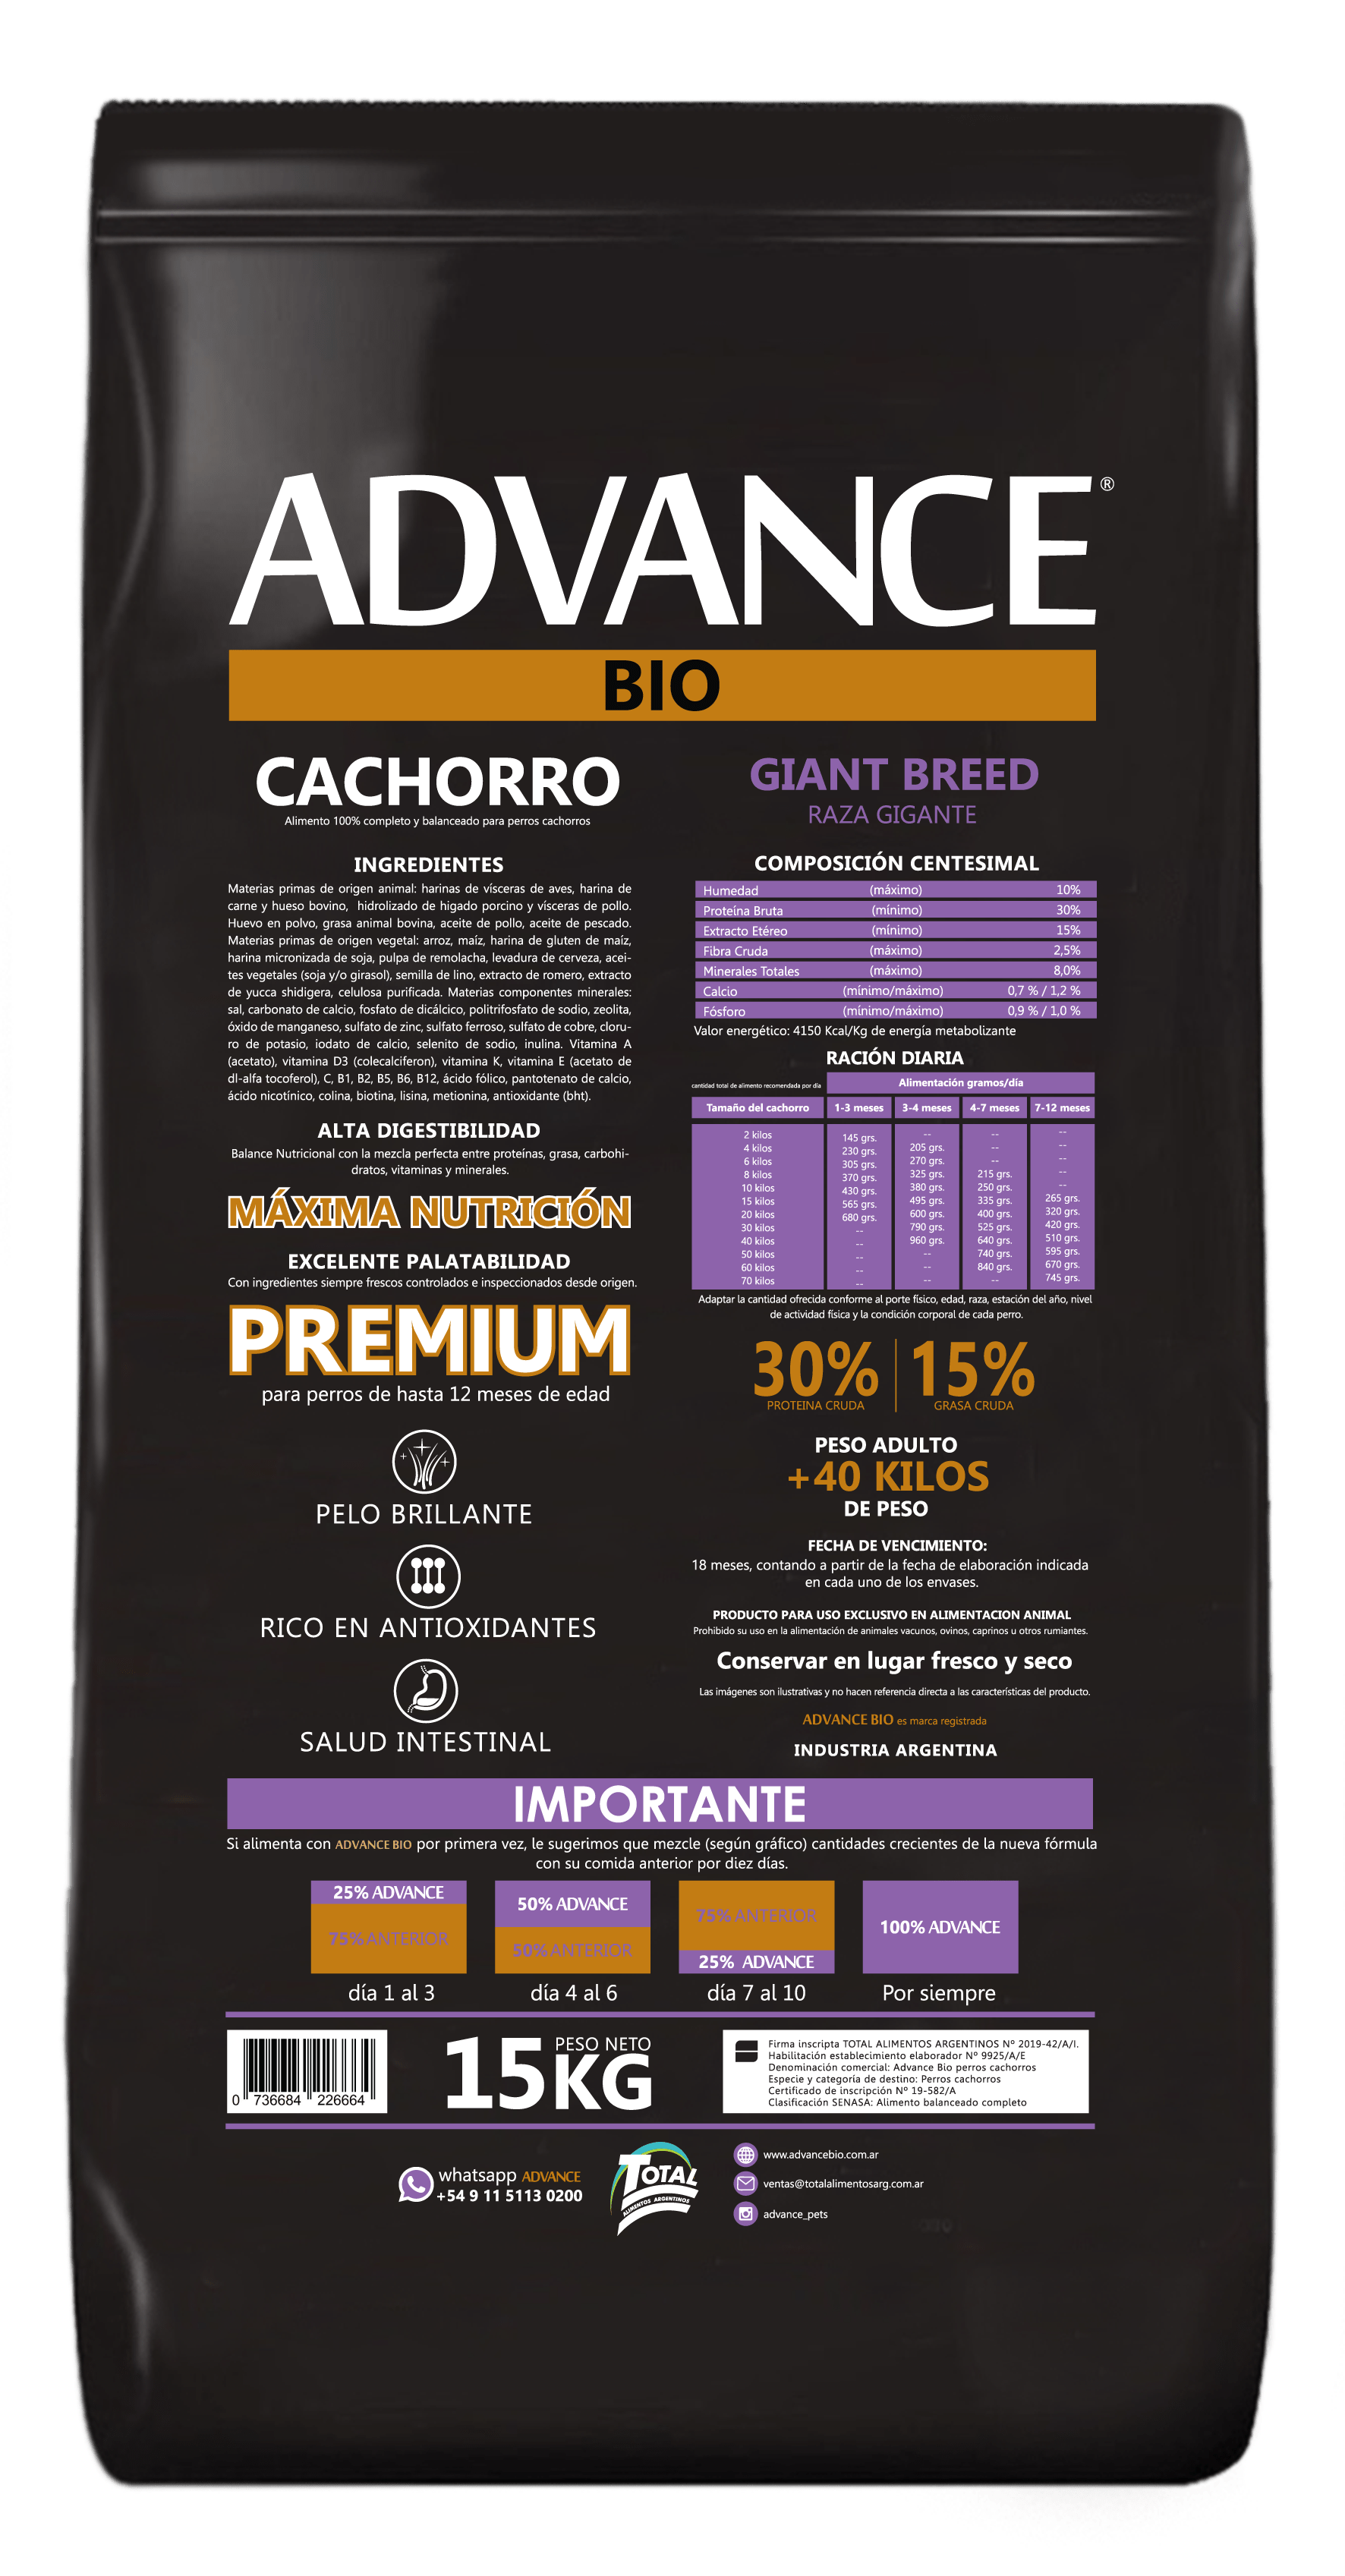 ADVANCE®
BIO
CACHORRO
Alimento 100% completo y balanceado para perros cachorros
INGREDIENTES
Materias primas de origen animal: harinas de vísceras de aves, harina de
carne y hueso bovino, hidrolizado de higado porcino y vísceras de pollo.
Huevo en polvo, grasa animal bovina, aceite de pollo, aceite de pescado.
Materias primas de origen vegetal: arroz, maíz, harina de gluten de maíz,
harina micronizada de soja, pulpa de remolacha, levadura de cerveza, acei-
tes vegetales (soja y/o girasol), semilla de lino, extracto de romero, extracto
de yucca shidigera, celulosa purificada. Materias componentes minerales:
sal, carbonato de calcio, fosfato de dicálcico, politrifosfato de sodio, zeolita,
óxido de manganeso, sulfato de zinc, sulfato ferroso, sulfato de cobre, cloru-
ro de potasio, iodato de calcio, selenito de sodio, inulina. Vitamina A
(acetato), vitamina D3 (colecalciferon), vitamina K, vitamina E (acetato de
dl-alfa tocoferol), C, B1, B2, B5, B6, B12, ácido fólico, pantotenato de calcio,
ácido nicotínico, colina, biotina, lisina, metionina, antioxidante (bht).
ALTA DIGESTIBILIDAD
Balance Nutricional con la mezcla perfecta entre proteínas, grasa, carbohi-
dratos, vitaminas y minerales.
MÁXIMA NUTRICIÓN
EXCELENTE PALATABILIDAD
Con ingredientes siempre frescos controlados e inspeccionados desde origen.
PREMIUM
para perros de hasta 12 meses de edad
PELO BRILLANTE
RICO EN ANTIOXIDANTES
SALUD INTESTINAL
GIANT BREED
RAZA GIGANTE
COMPOSICIÓN CENTESIMAL
Humedad (máximo) 10%
Proteína Bruta (mínimo) 30%
Extracto Etéreo (mínimo) 15%
Fibra Cruda (máximo) 2,5%
Minerales Totales (máximo) 8,0%
Calcio (mínimo/máximo) 0,7 % / 1,2 %
Fósforo (mínimo/máximo) 0,9 % / 1,0 %
Valor energético: 4150 Kcal/Kg de energía metabolizante
RACIÓN DIARIA
cantidad total de alimento recomendada por día Alimentación gramos/día
Tamaño del cachorro 1-3 meses 3-4 meses 4-7 meses 7-12 meses
2 kilos 145 grs. -- -- --
4 kilos 230 grs. 205 grs. -- --
6 kilos 305 grs. 270 grs. -- --
8 kilos 370 grs. 325 grs. 215 grs. --
10 kilos 430 grs. 380 grs. 250 grs. --
15 kilos 565 grs. 495 grs. 335 grs. 265 grs.
20 kilos 680 grs. 600 grs. 400 grs. 320 grs.
30 kilos -- 790 grs. 525 grs. 420 grs.
40 kilos -- 960 grs. 640 grs. 510 grs.
50 kilos -- -- 740 grs. 595 grs.
60 kilos -- -- 840 grs. 670 grs.
70 kilos -- -- -- 745 grs.
Adaptar la cantidad ofrecida conforme al porte físico, edad, raza, estación del año, nivel
de actividad física y la condición corporal de cada perro.
30% 15%
PROTEINA CRUDA GRASA CRUDA
PESO ADULTO
+40 KILOS
DE PESO
FECHA DE VENCIMIENTO:
18 meses, contando a partir de la fecha de elaboración indicada
en cada uno de los envases.
PRODUCTO PARA USO EXCLUSIVO EN ALIMENTACION ANIMAL
Prohibido su uso en la alimentación de animales vacunos, ovinos, caprinos u otros rumiantes.
Conservar en lugar fresco y seco
Las imágenes son ilustrativas y no hacen referencia directa a las características del producto.
ADVANCE BIO es marca registrada
INDUSTRIA ARGENTINA
IMPORTANTE
Si alimenta con ADVANCE BIO por primera vez, le sugerimos que mezcle (según gráfico) cantidades crecientes de la nueva fórmula
con su comida anterior por diez días.
25% ADVANCE
75% ANTERIOR
día 1 al 3
50% ADVANCE
50% ANTERIOR
día 4 al 6
75% ANTERIOR
25% ADVANCE
día 7 al 10
100% ADVANCE
Por siempre
0 736684 226664
15 PESO NETO
KG
Firma inscripta TOTAL ALIMENTOS ARGENTINOS Nº 2019-42/A/I.
Habilitación establecimiento elaborador Nº 9925/A/E
Denominación comercial: Advance Bio perros cachorros
Especie y categoría de destino: Perros cachorros
Certificado de inscripción Nº 19-582/A
Clasificación SENASA: Alimento balanceado completo
whatsapp ADVANCE
+54 9 11 5113 0200
TOTAL
ALIMENTOS ARGENTINOS
www.advancebio.com.ar
ventas@totalalimentosarg.com.ar
advance_pets